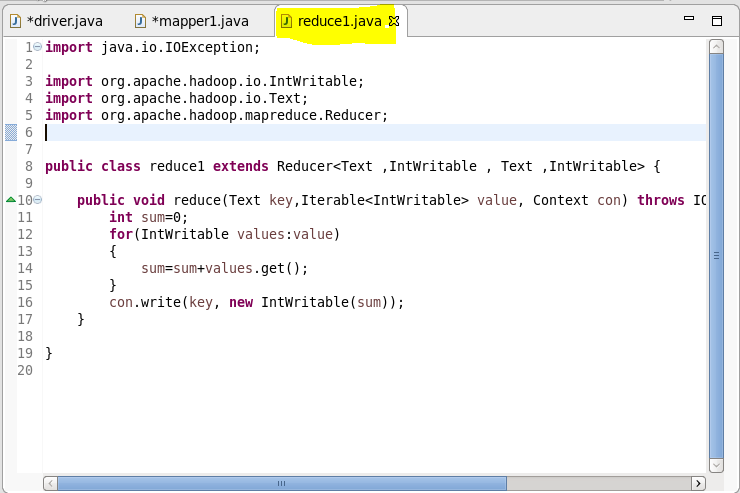 *driver.java *mapper1.java reduce1.java
1 import java.io.IOException;
2
3 import org.apache.hadoop.io.IntWritable;
4 import org.apache.hadoop.io.Text;
5 import org.apache.hadoop.mapreduce.Reducer;
6
7
8 public class reduce1 extends Reducer<Text ,IntWritable , Text ,IntWritable> {
9
10 public void reduce(Text key,Iterable<IntWritable> value, Context con) throws IO
11 int sum=0;
12 for(IntWritable values:value)
13 {
14 sum=sum+values.get();
15 }
16 con.write(key, new IntWritable(sum));
17 }
18
19 }
20